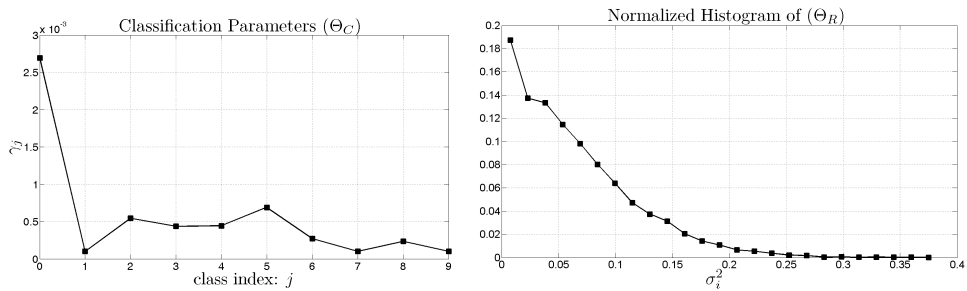 Classification Parameters (Θ_C)
x 10⁻³
3
2.5
2
1.5
1
0.5
0
γ_j
0 1 2 3 4 5 6 7 8 9
class index: j
Normalized Histogram of (Θ_R)
0.2
0.18
0.16
0.14
0.12
0.10
0.08
0.06
0.04
0.02
0
0 0.05 0.1 0.15 0.2 0.25 0.3 0.35 0.4
σ_i²